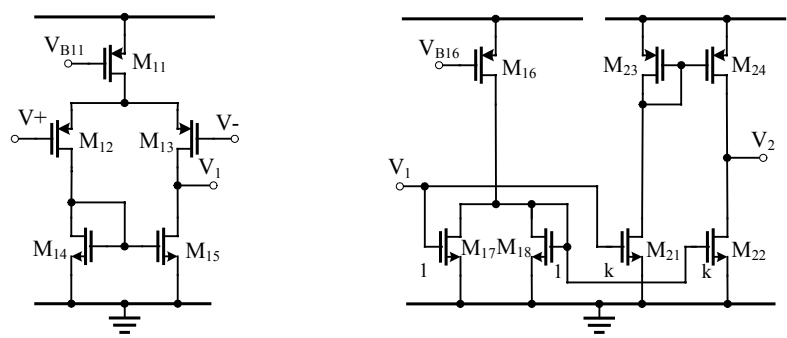 V_B11
M_11
V+
M_12
M_13
V-
V_1
M_14
M_15
V_B16
M_16
M_23
M_24
V_2
V_1
M_17
M_18
M_21
M_22
1
1
k
k